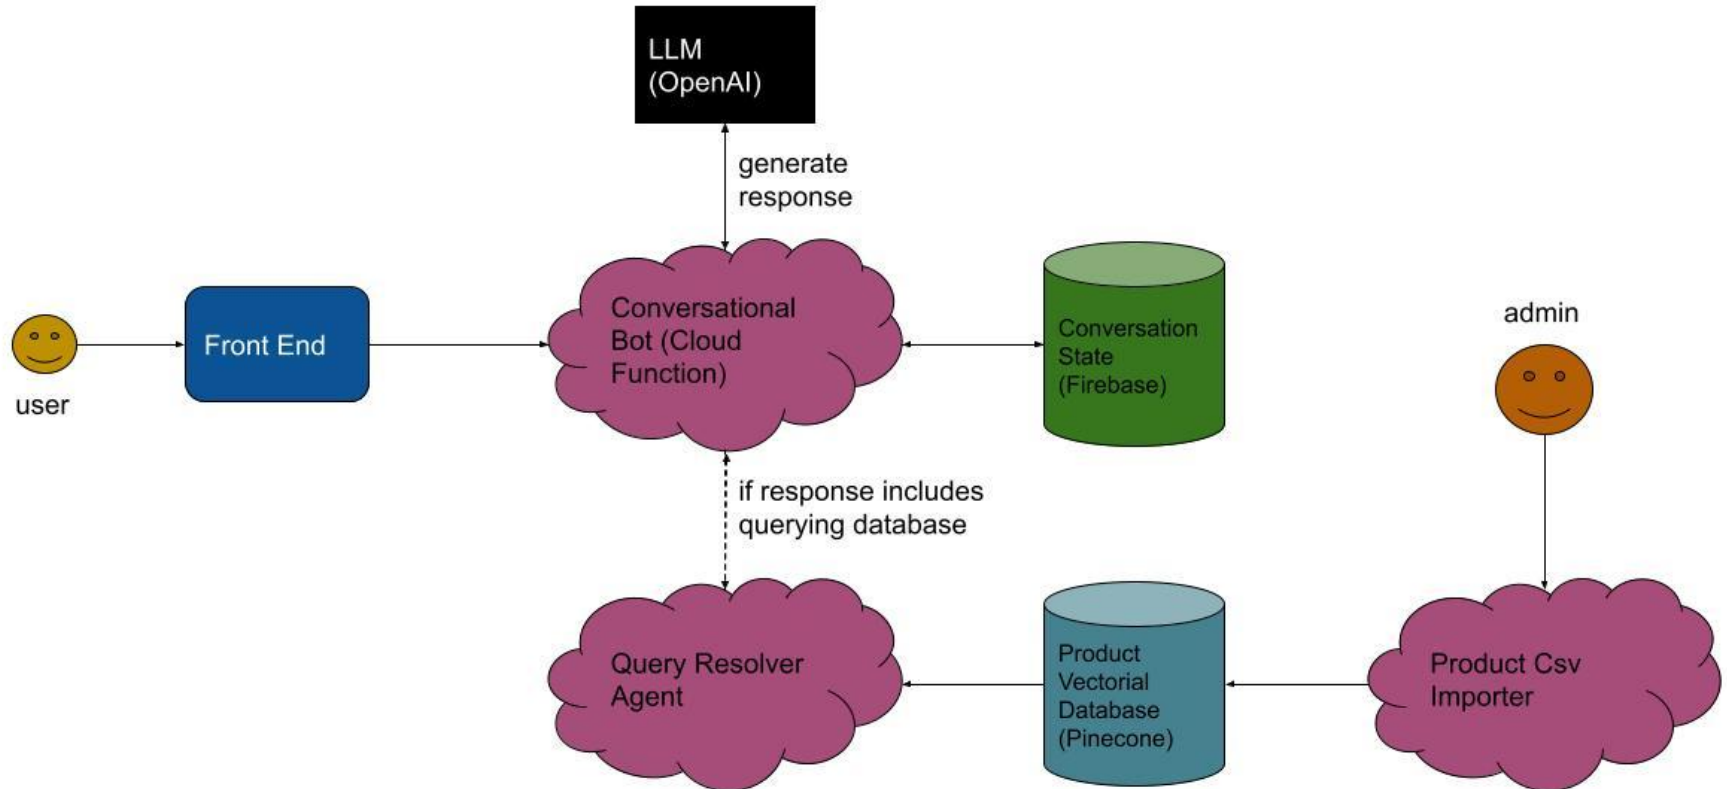 LLM
(OpenAI)
generate
response
Conversational
Bot (Cloud
Function)
Front End
user
Conversation
State
(Firebase)
admin
if response includes
querying database
Query Resolver
Agent
Product
Vectorial
Database
(Pinecone)
Product Csv
Importer